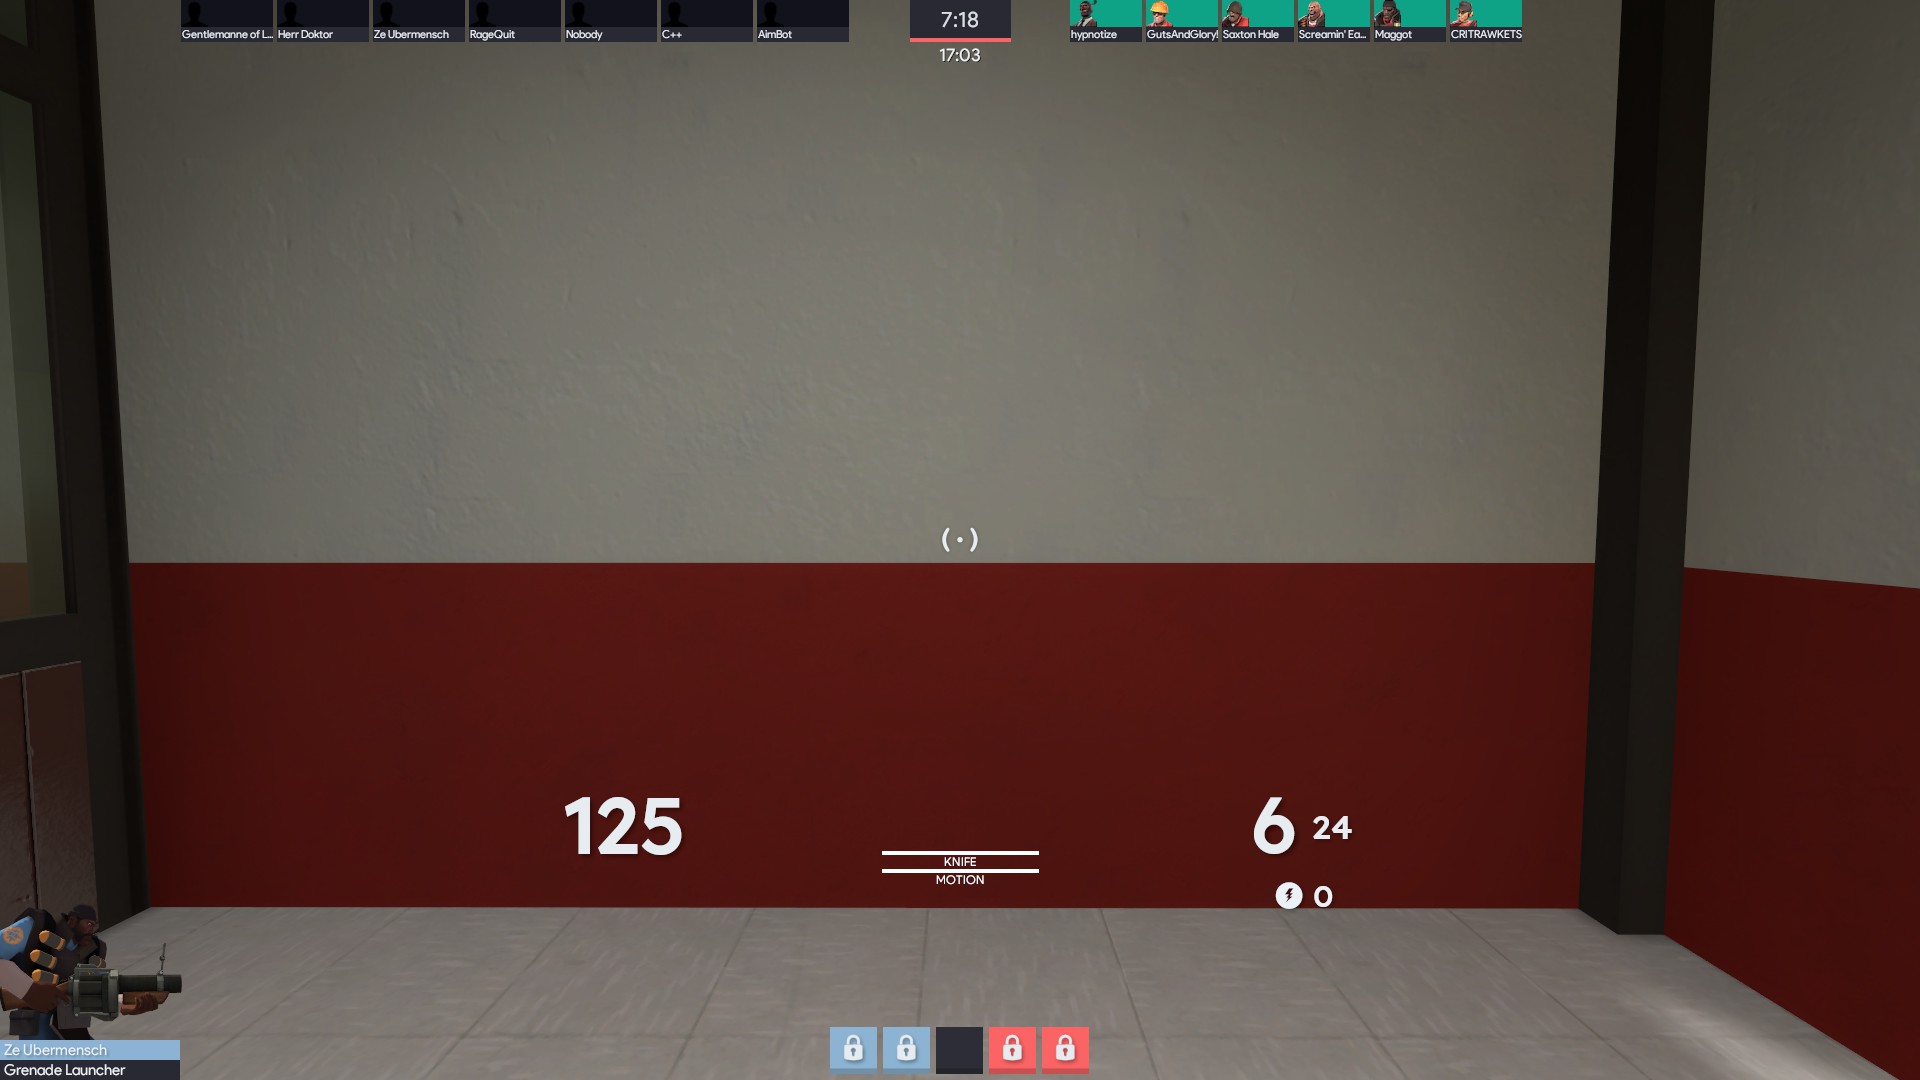 Gentlemanne of L... Herr Doktor Ze Ubermensch RageQuit Nobody C++ AimBot
7:18
17:03
hypnotize GutsAndGlory! Saxton Hale Screamin' Ea... Maggot CRITRAWKETS
125
6 24
KNIFE
MOTION
0
Ze Ubermensch
Grenade Launcher